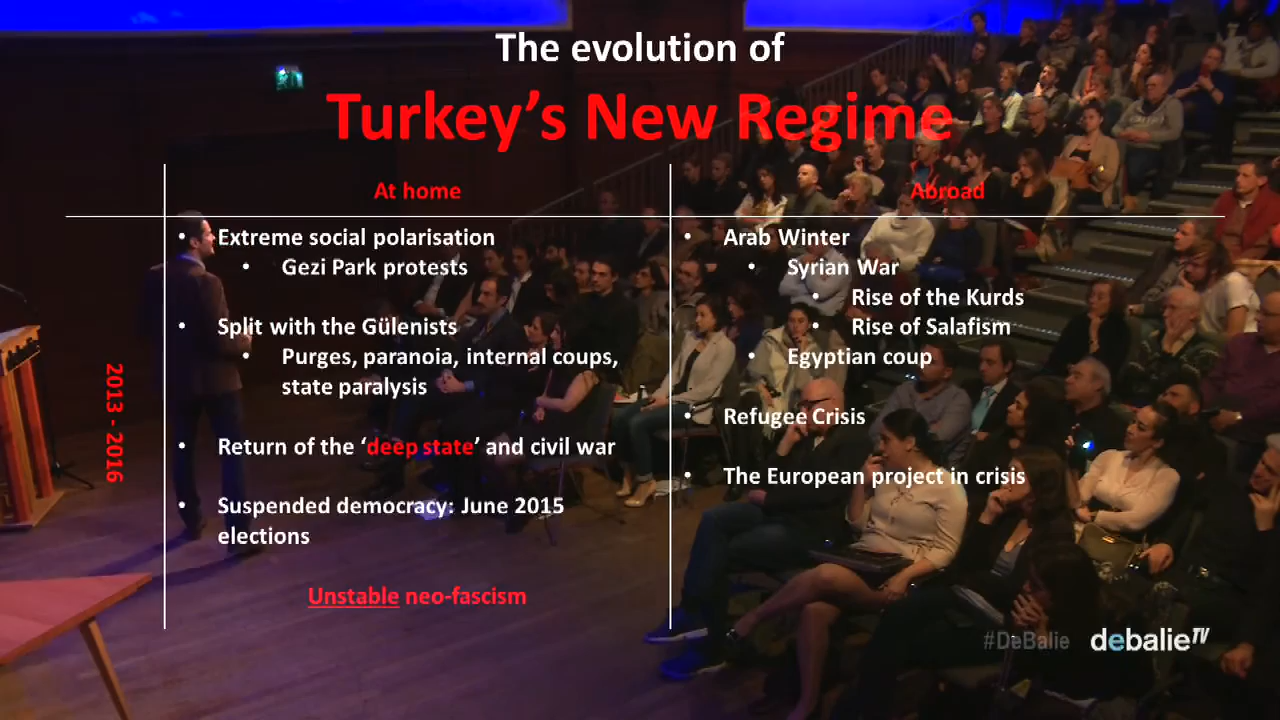 The evolution of
Turkey's New Regime
At home
Abroad
2013 - 2016
• Extreme social polarisation
• Gezi Park protests
• Split with the Gülenists
• Purges, paranoia, internal coups,
state paralysis
• Return of the ‘deep state’ and civil war
• Suspended democracy: June 2015
elections
Unstable neo-fascism
• Arab Winter
• Syrian War
• Rise of the Kurds
• Rise of Salafism
• Egyptian coup
• Refugee Crisis
• The European project in crisis
#DeBalie
debalieTV